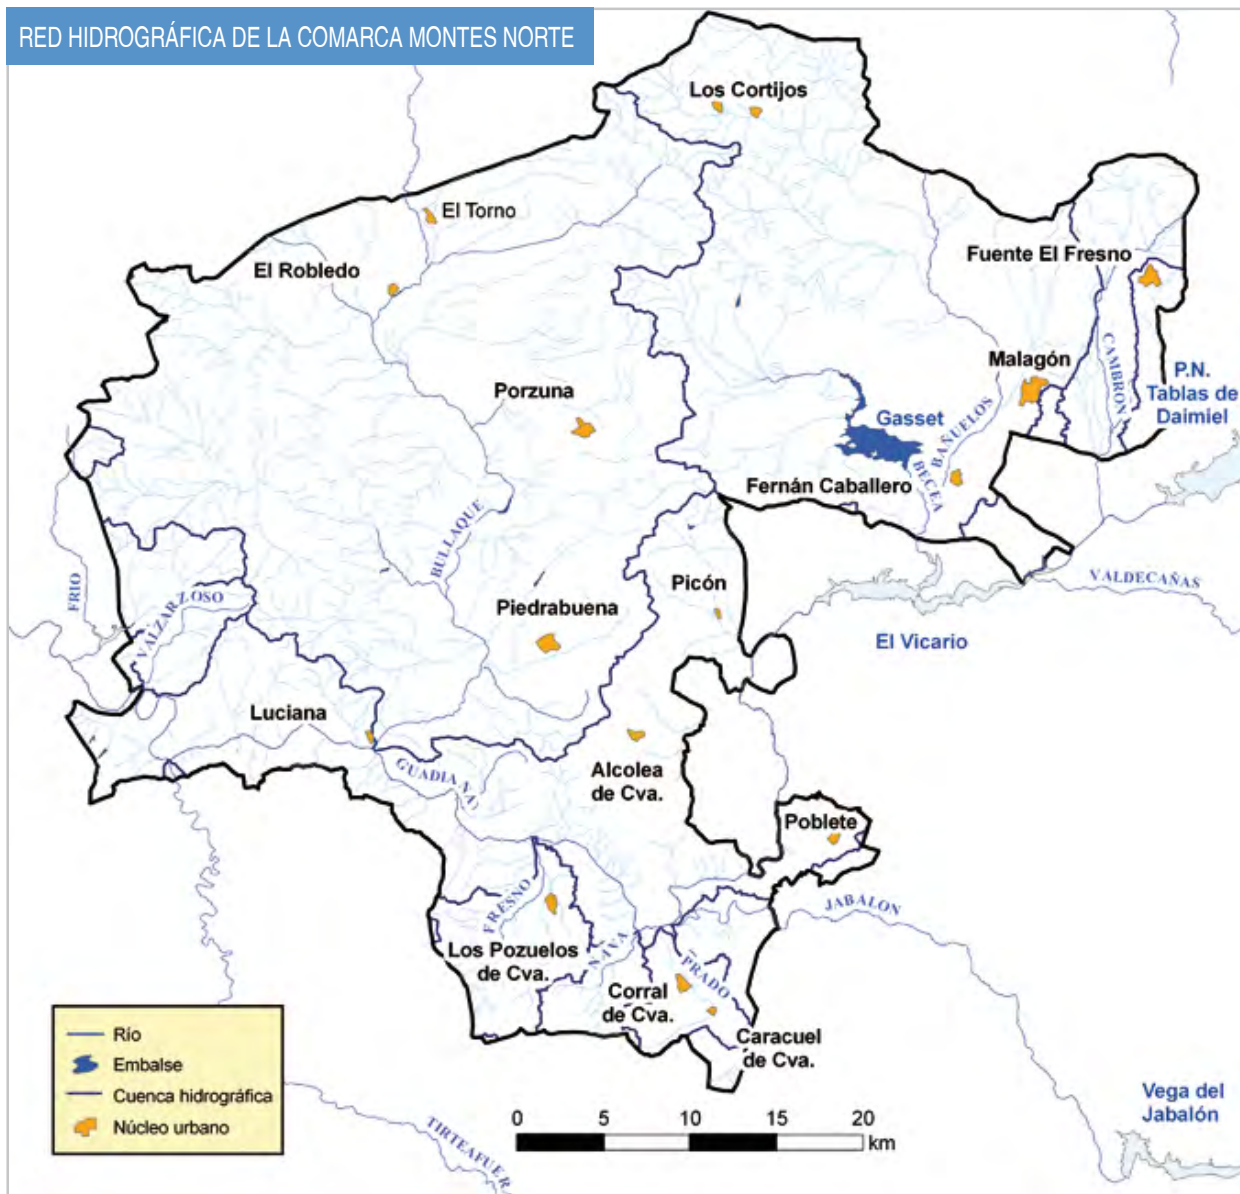 RED HIDROGRÁFICA DE LA COMARCA MONTES NORTE
Los Cortijos
El Torno
Fuente El Fresno
El Robledo
CAMBRON
Malagón
P.N.
Tablas de
Daimiel
Porzuna
Gasset
BAÑUELOS
BECEA
Fernán Caballero
BULLAQUE
FRIO
VALZARZOSO
Picón
VALDECAÑAS
Piedrabuena
El Vicario
Luciana
GUADIANA
Alcolea
de Cva.
Poblete
FRESNO
JABALON
Los Pozuelos
de Cva.
NAVA
PRADO
Corral
de Cva.
Caracuel
de Cva.
Río
Embalse
Cuenca hidrográfica
Núcleo urbano
0 5 10 15 20
km
Vega del
Jabalón
TIRTEAFUER